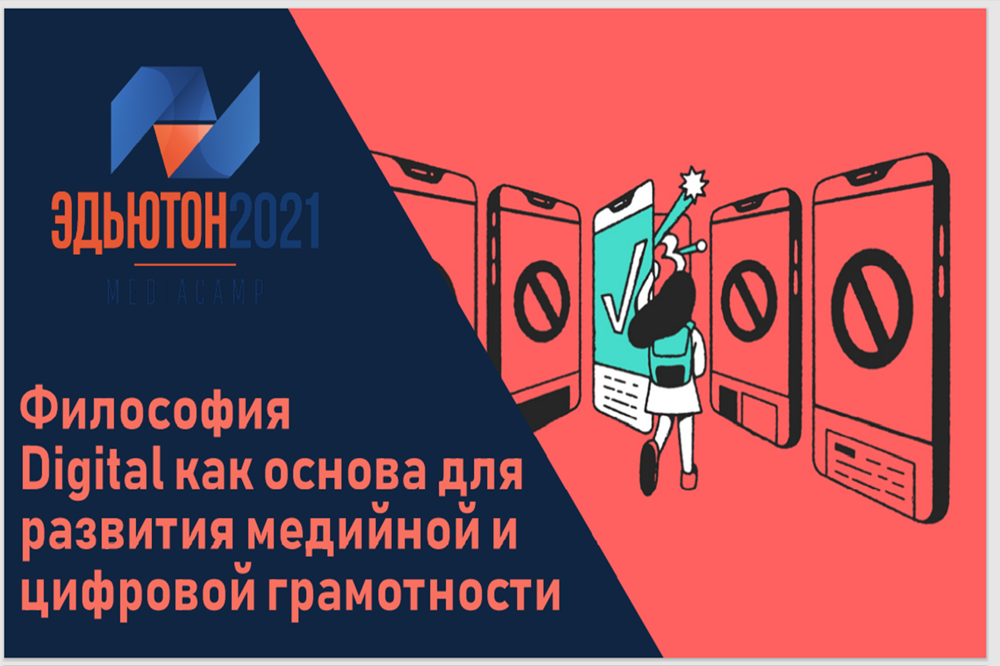 ЭДЬЮТОН2021
MEDIACAMP
Философия
Digital как основа для
развития медийной и
цифровой грамотности